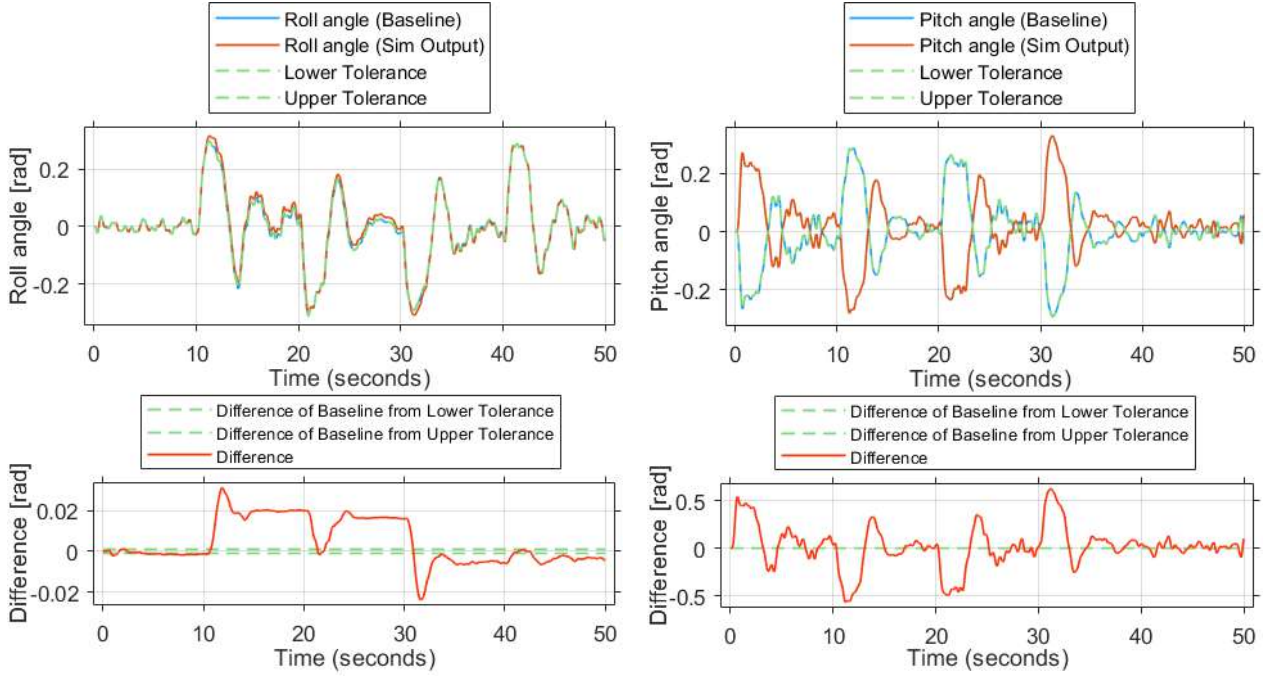 Roll angle (Baseline)
Roll angle (Sim Output)
Lower Tolerance
Upper Tolerance
Roll angle [rad]
0.2
0
-0.2
0 10 20 30 40 50
Time (seconds)
Pitch angle (Baseline)
Pitch angle (Sim Output)
Lower Tolerance
Upper Tolerance
Pitch angle [rad]
0.2
0
-0.2
0 10 20 30 40 50
Time (seconds)
Difference of Baseline from Lower Tolerance
Difference of Baseline from Upper Tolerance
Difference
Difference [rad]
0.02
0
-0.02
0 10 20 30 40 50
Time (seconds)
Difference of Baseline from Lower Tolerance
Difference of Baseline from Upper Tolerance
Difference
Difference [rad]
0.5
0
-0.5
0 10 20 30 40 50
Time (seconds)